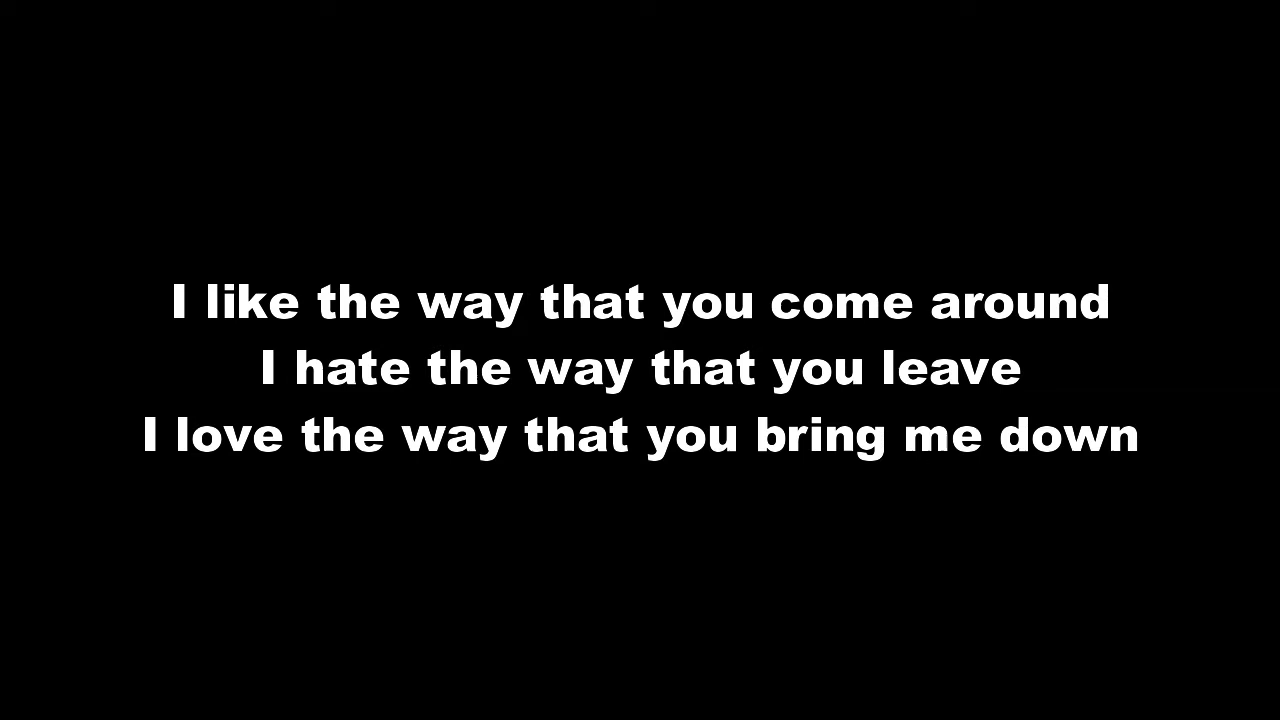 I like the way that you come around
I hate the way that you leave
I love the way that you bring me down